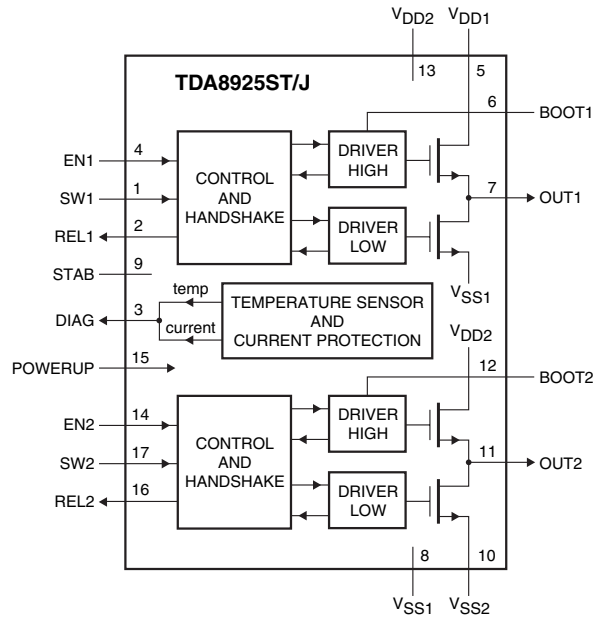 VDD2 VDD1
13 5
TDA8925ST/J
6 BOOT1
EN1 4
DRIVER
HIGH
CONTROL
AND
HANDSHAKE
SW1 1
7 OUT1
REL1 2
DRIVER
LOW
STAB 9
VSS1
temp
TEMPERATURE SENSOR
AND
CURRENT PROTECTION
DIAG 3
current
VDD2
POWERUP 15
12 BOOT2
EN2 14
DRIVER
HIGH
CONTROL
AND
HANDSHAKE
SW2 17
11 OUT2
REL2 16
DRIVER
LOW
8 10
VSS1 VSS2